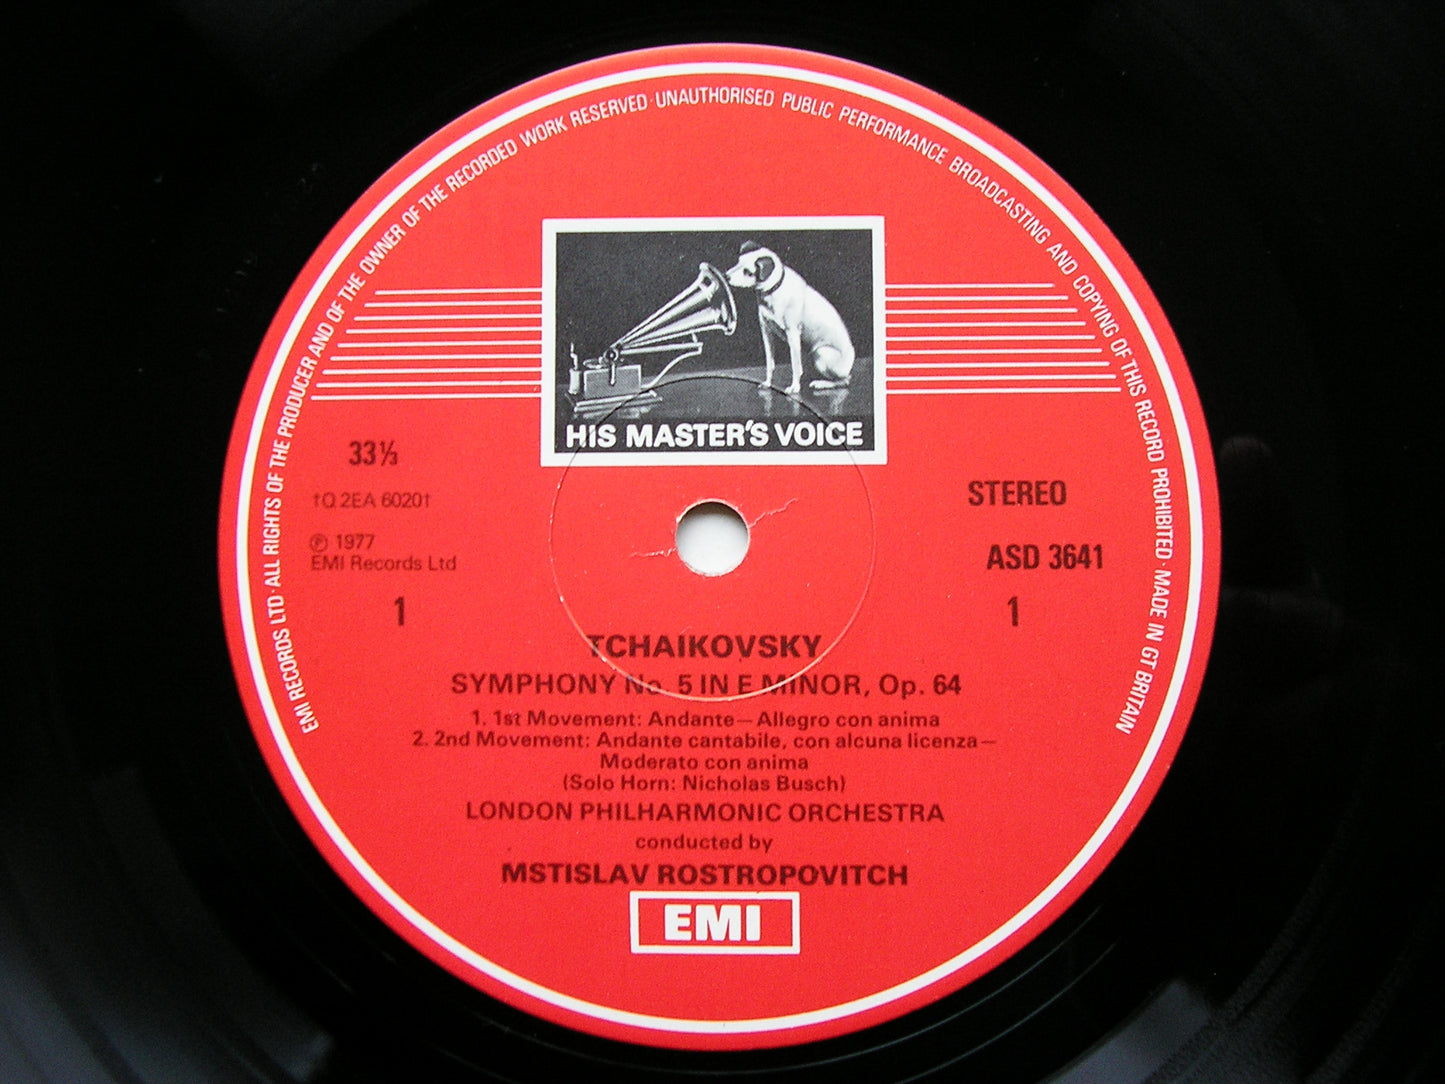 EMI RECORDS LTD · ALL RIGHTS OF THE PRODUCER AND OF THE OWNER OF THE RECORDED WORK RESERVED · UNAUTHORISED PUBLIC PERFORMANCE BROADCASTING AND COPYING OF THIS RECORD PROHIBITED · MADE IN GT BRITAIN
HIS MASTER'S VOICE
33⅓
STEREO
†Q 2EA 6020†
℗ 1977
EMI Records Ltd
ASD 3641
1
1
TCHAIKOVSKY
SYMPHONY No. 5 IN E MINOR, Op. 64
1. 1st Movement: Andante — Allegro con anima
2. 2nd Movement: Andante cantabile, con alcuna licenza —
Moderato con anima
(Solo Horn: Nicholas Busch)
LONDON PHILHARMONIC ORCHESTRA
conducted by
MSTISLAV ROSTROPOVITCH
EMI